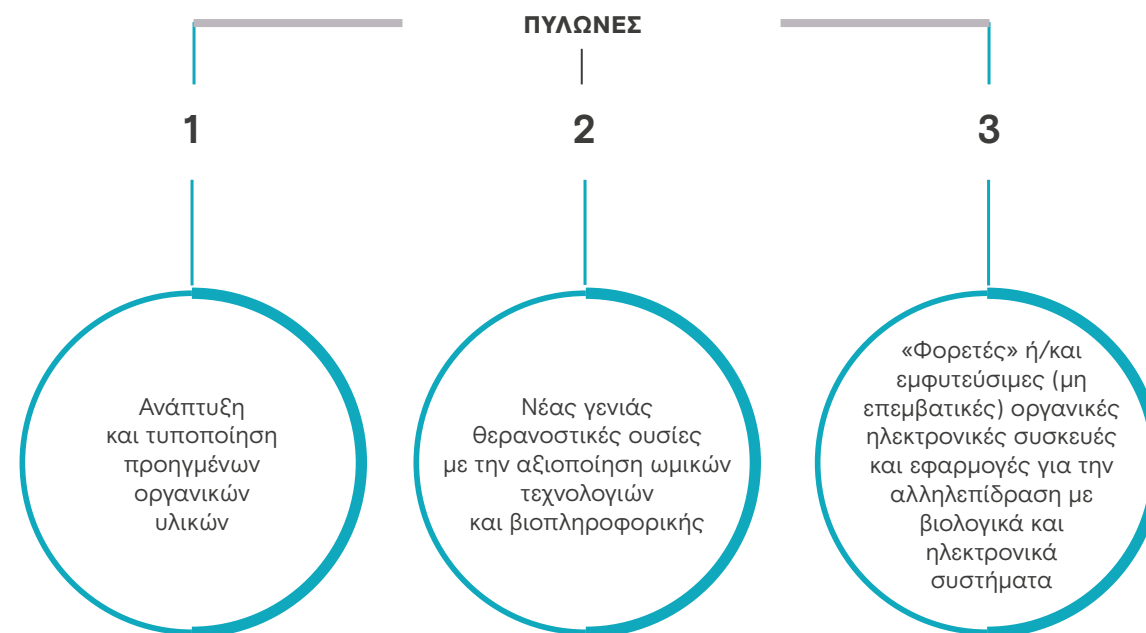 ΠΥΛΩΝΕΣ
1
2
3
Ανάπτυξη
και τυποποίηση
προηγμένων
οργανικών
υλικών
Νέας γενιάς
θερανοστικές ουσίες
με την αξιοποίηση ωμικών
τεχνολογιών
και βιοπληροφορικής
«Φορετές» ή/και
εμφυτεύσιμες (μη
επεμβατικές) οργανικές
ηλεκτρονικές συσκευές
και εφαρμογές για την
αλληλεπίδραση με
βιολογικά και
ηλεκτρονικά
συστήματα